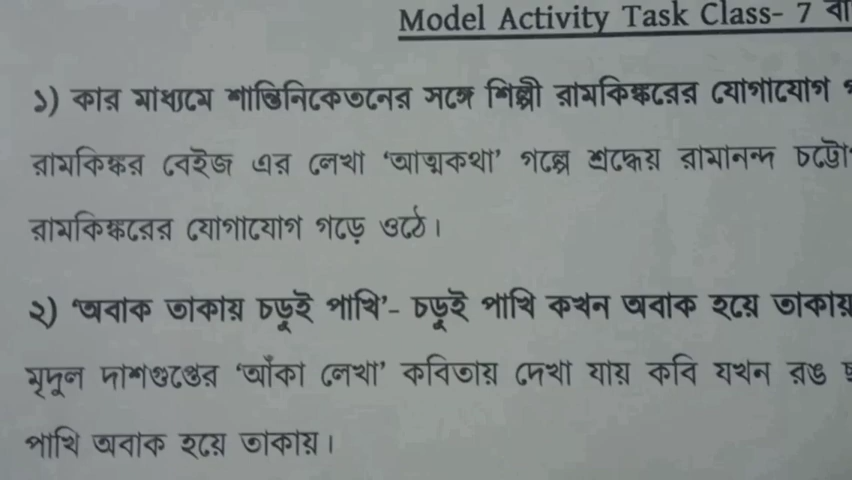 Model Activity Task Class- 7 বা
১) কার মাধ্যমে শান্তিনিকেতনের সঙ্গে শিল্পী রামকিঙ্করের যোগাযোগ
রামকিঙ্কর বেইজ এর লেখা ‘আত্মকথা’ গল্পে শ্রদ্ধেয় রামানন্দ চট্টো
রামকিঙ্করের যোগাযোগ গড়ে ওঠে।
২) ‘অবাক তাকায় চড়ুই পাখি’- চড়ুই পাখি কখন অবাক হয়ে তাকায়
মৃদুল দাশগুপ্তের ‘আঁকা লেখা’ কবিতায় দেখা যায় কবি যখন রঙ
পাখি অবাক হয়ে তাকায়।